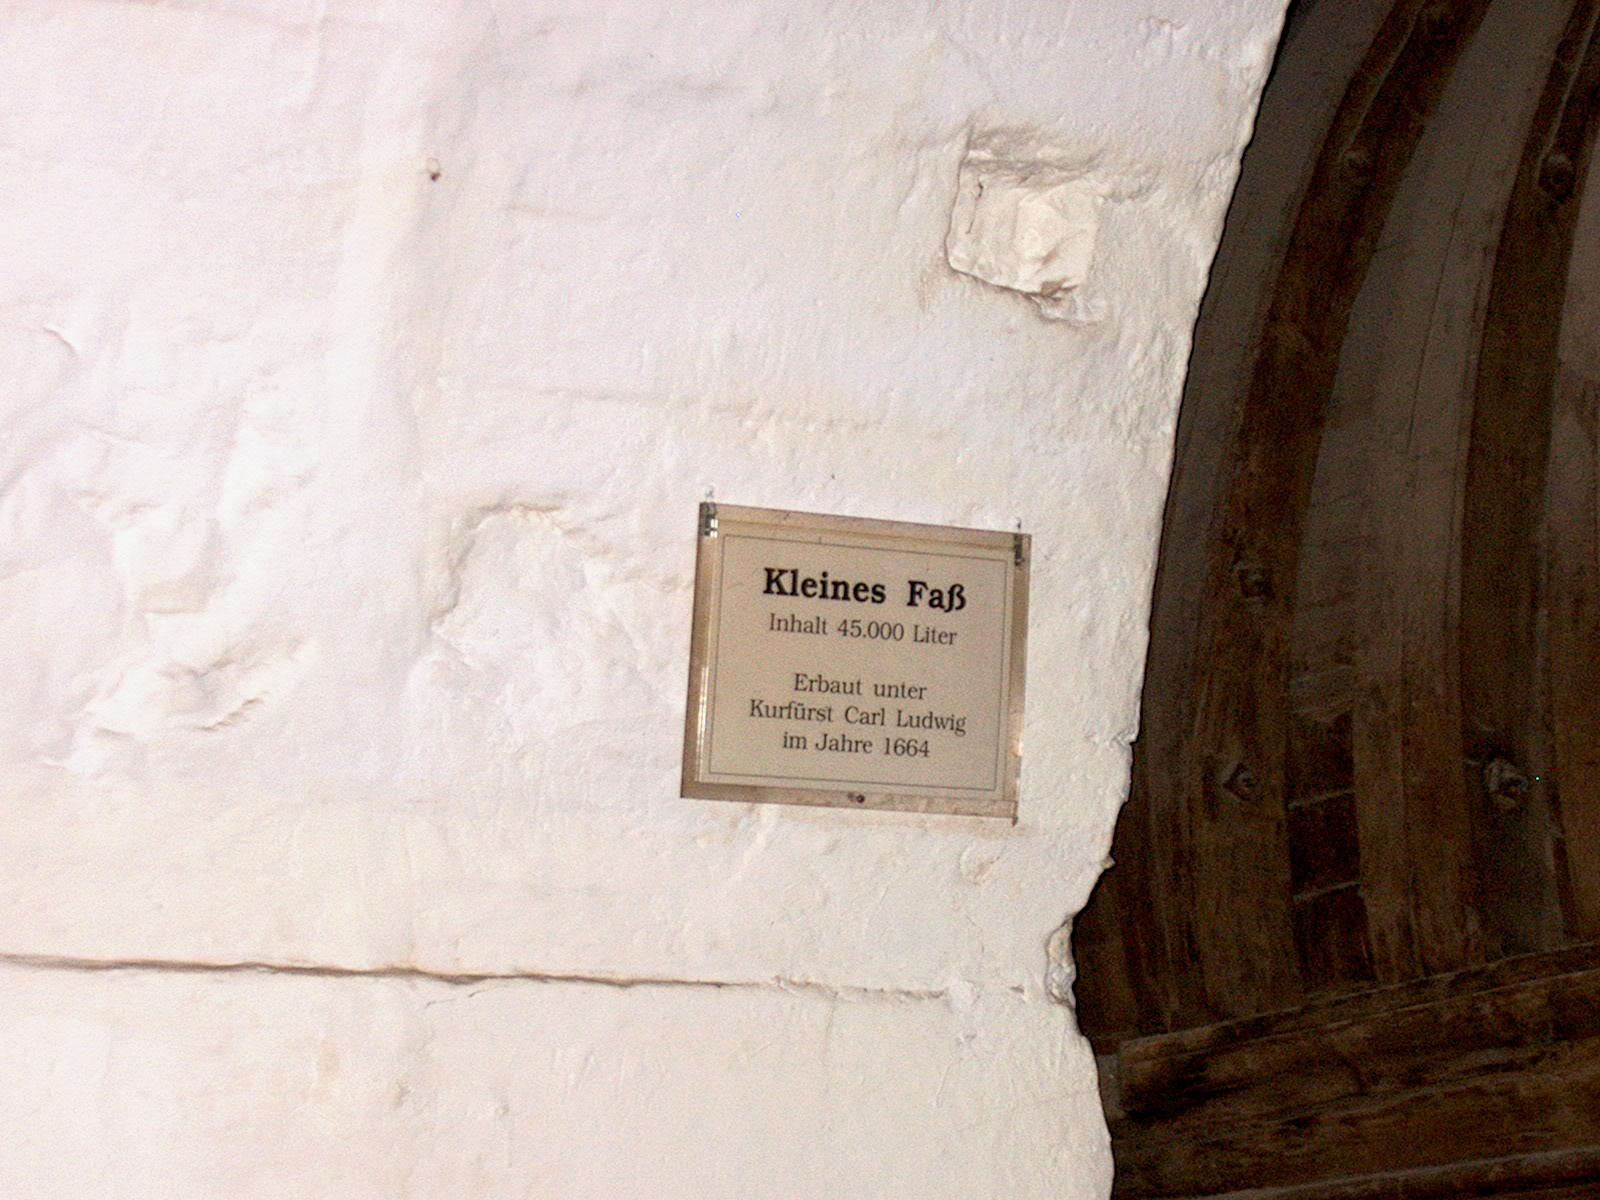 Kleines Faß
Inhalt 45.000 Liter
Erbaut unter
Kurfürst Carl Ludwig
im Jahre 1664